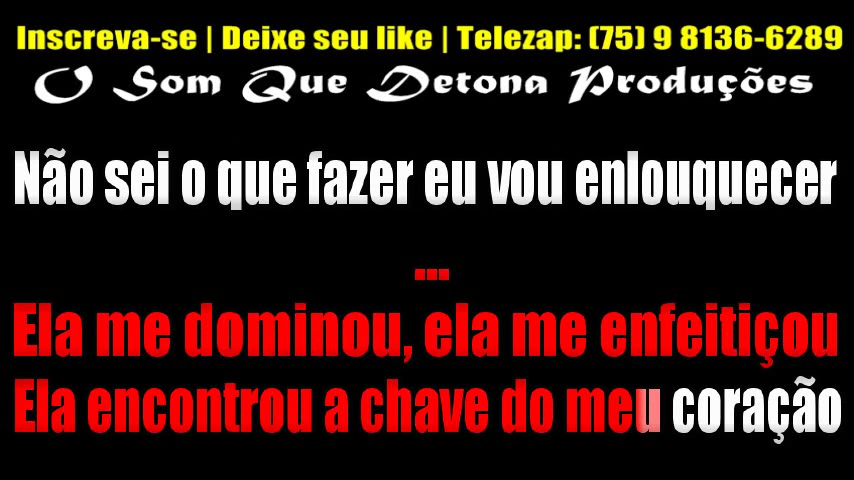 Inscreva-se | Deixe seu like | Telezap: (75) 9 8136-6289
O Som Que Detona Produções
Não sei o que fazer eu vou enlouquecer
...
Ela me dominou, ela me enfeitiçou
Ela encontrou a chave do meu coração